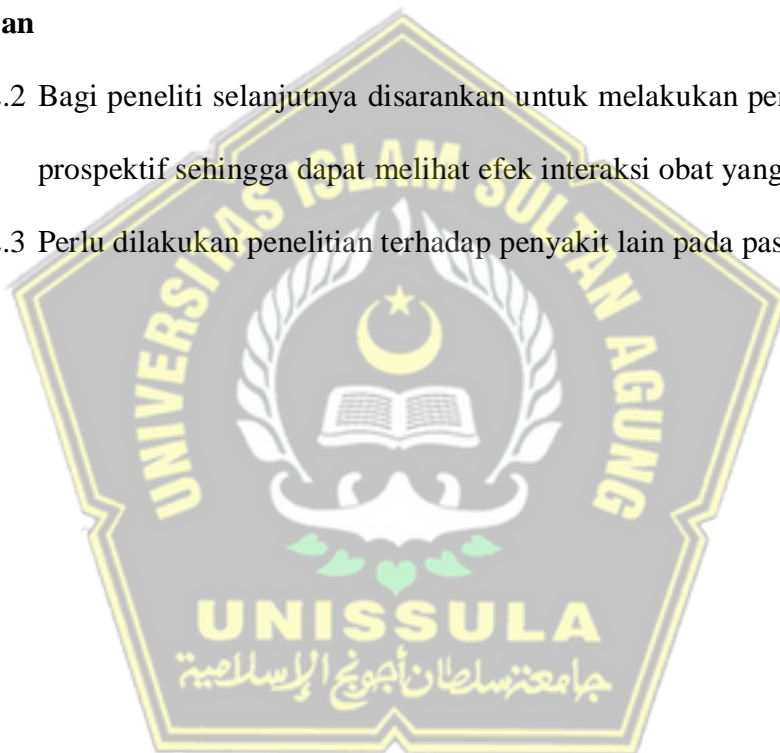 an
.2 Bagi peneliti selanjutnya disarankan untuk melakukan per
prospektif sehingga dapat melihat efek interaksi obat yang
.3 Perlu dilakukan penelitian terhadap penyakit lain pada pas
UNIVERSITAS ISLAM SULTAN AGUNG
UNISSULA
جامعة سلطان أجونج الإسلامية